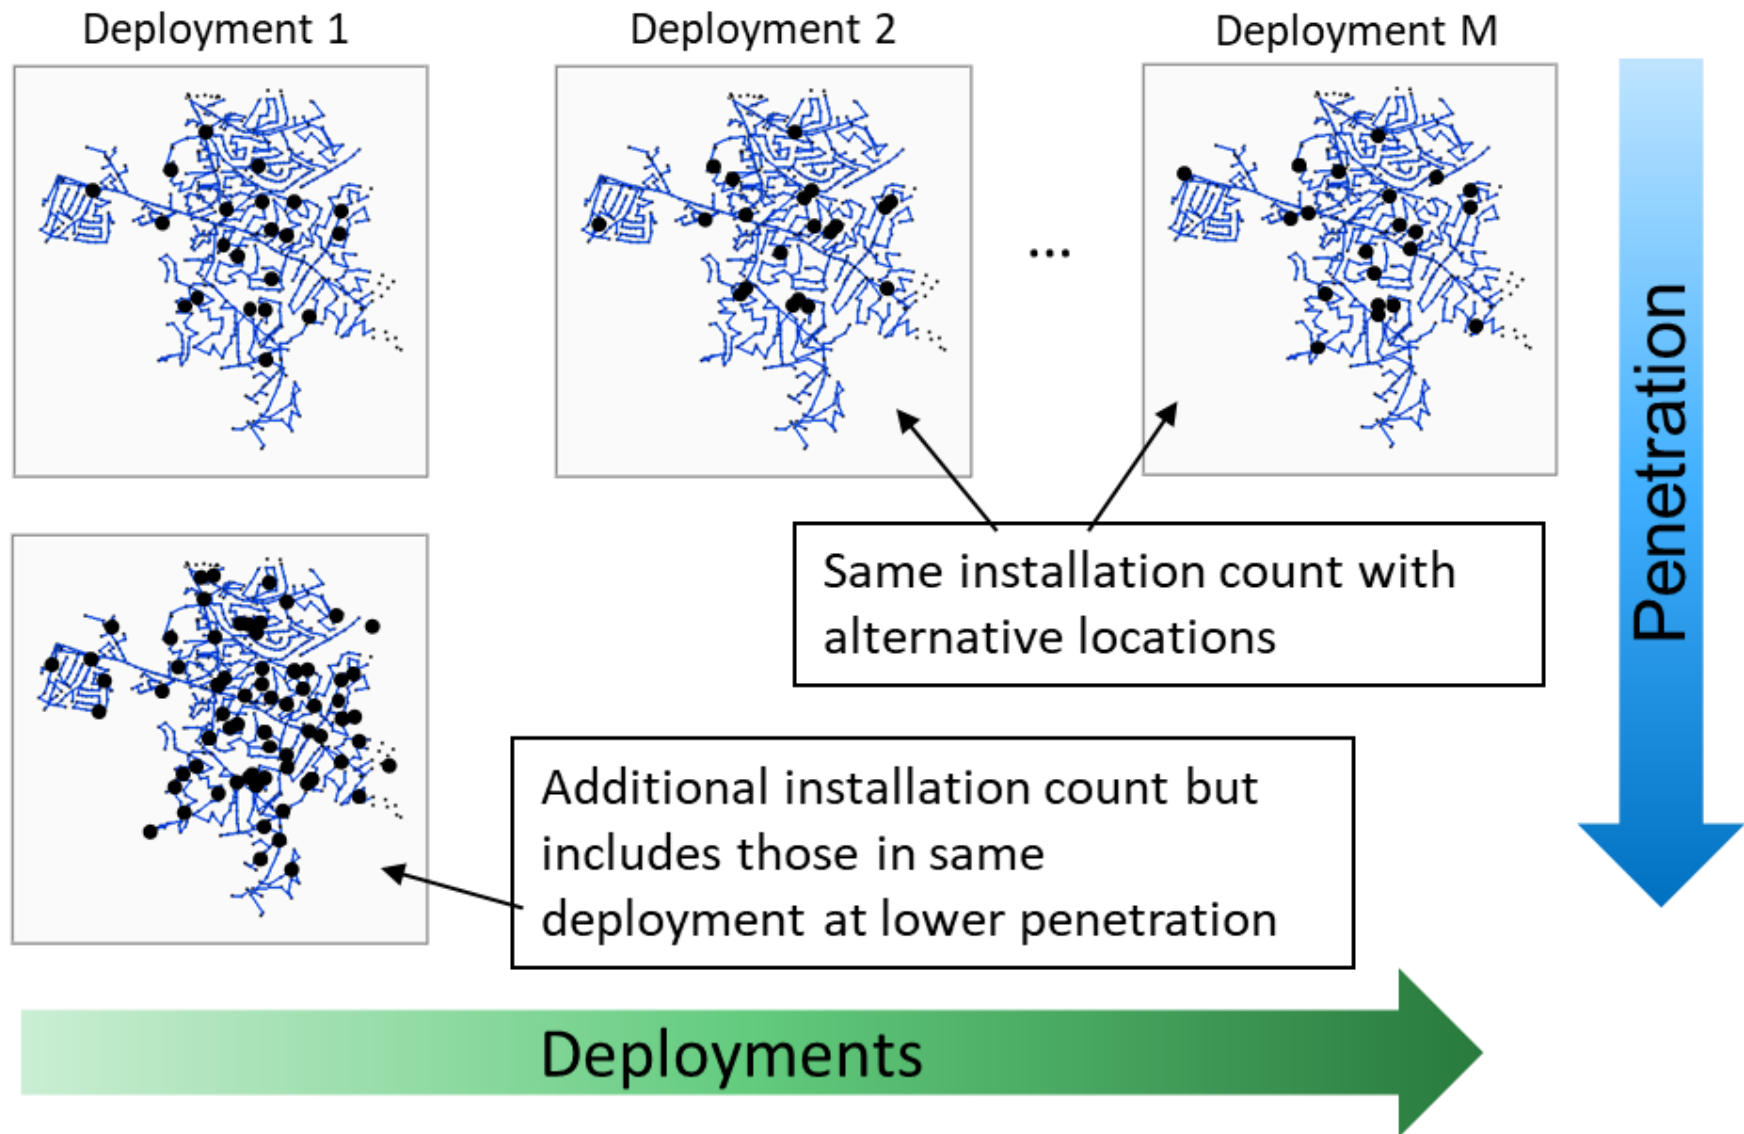 Deployment 1
Deployment 2
Deployment M
...
Same installation count with
alternative locations
Penetration
Additional installation count but
includes those in same
deployment at lower penetration
Deployments